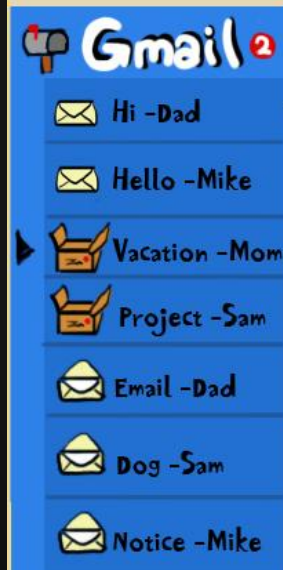 Gmail 2
Hi -Dad
Hello -Mike
Vacation -Mom
Project -Sam
Email -Dad
Dog -Sam
Notice -Mike